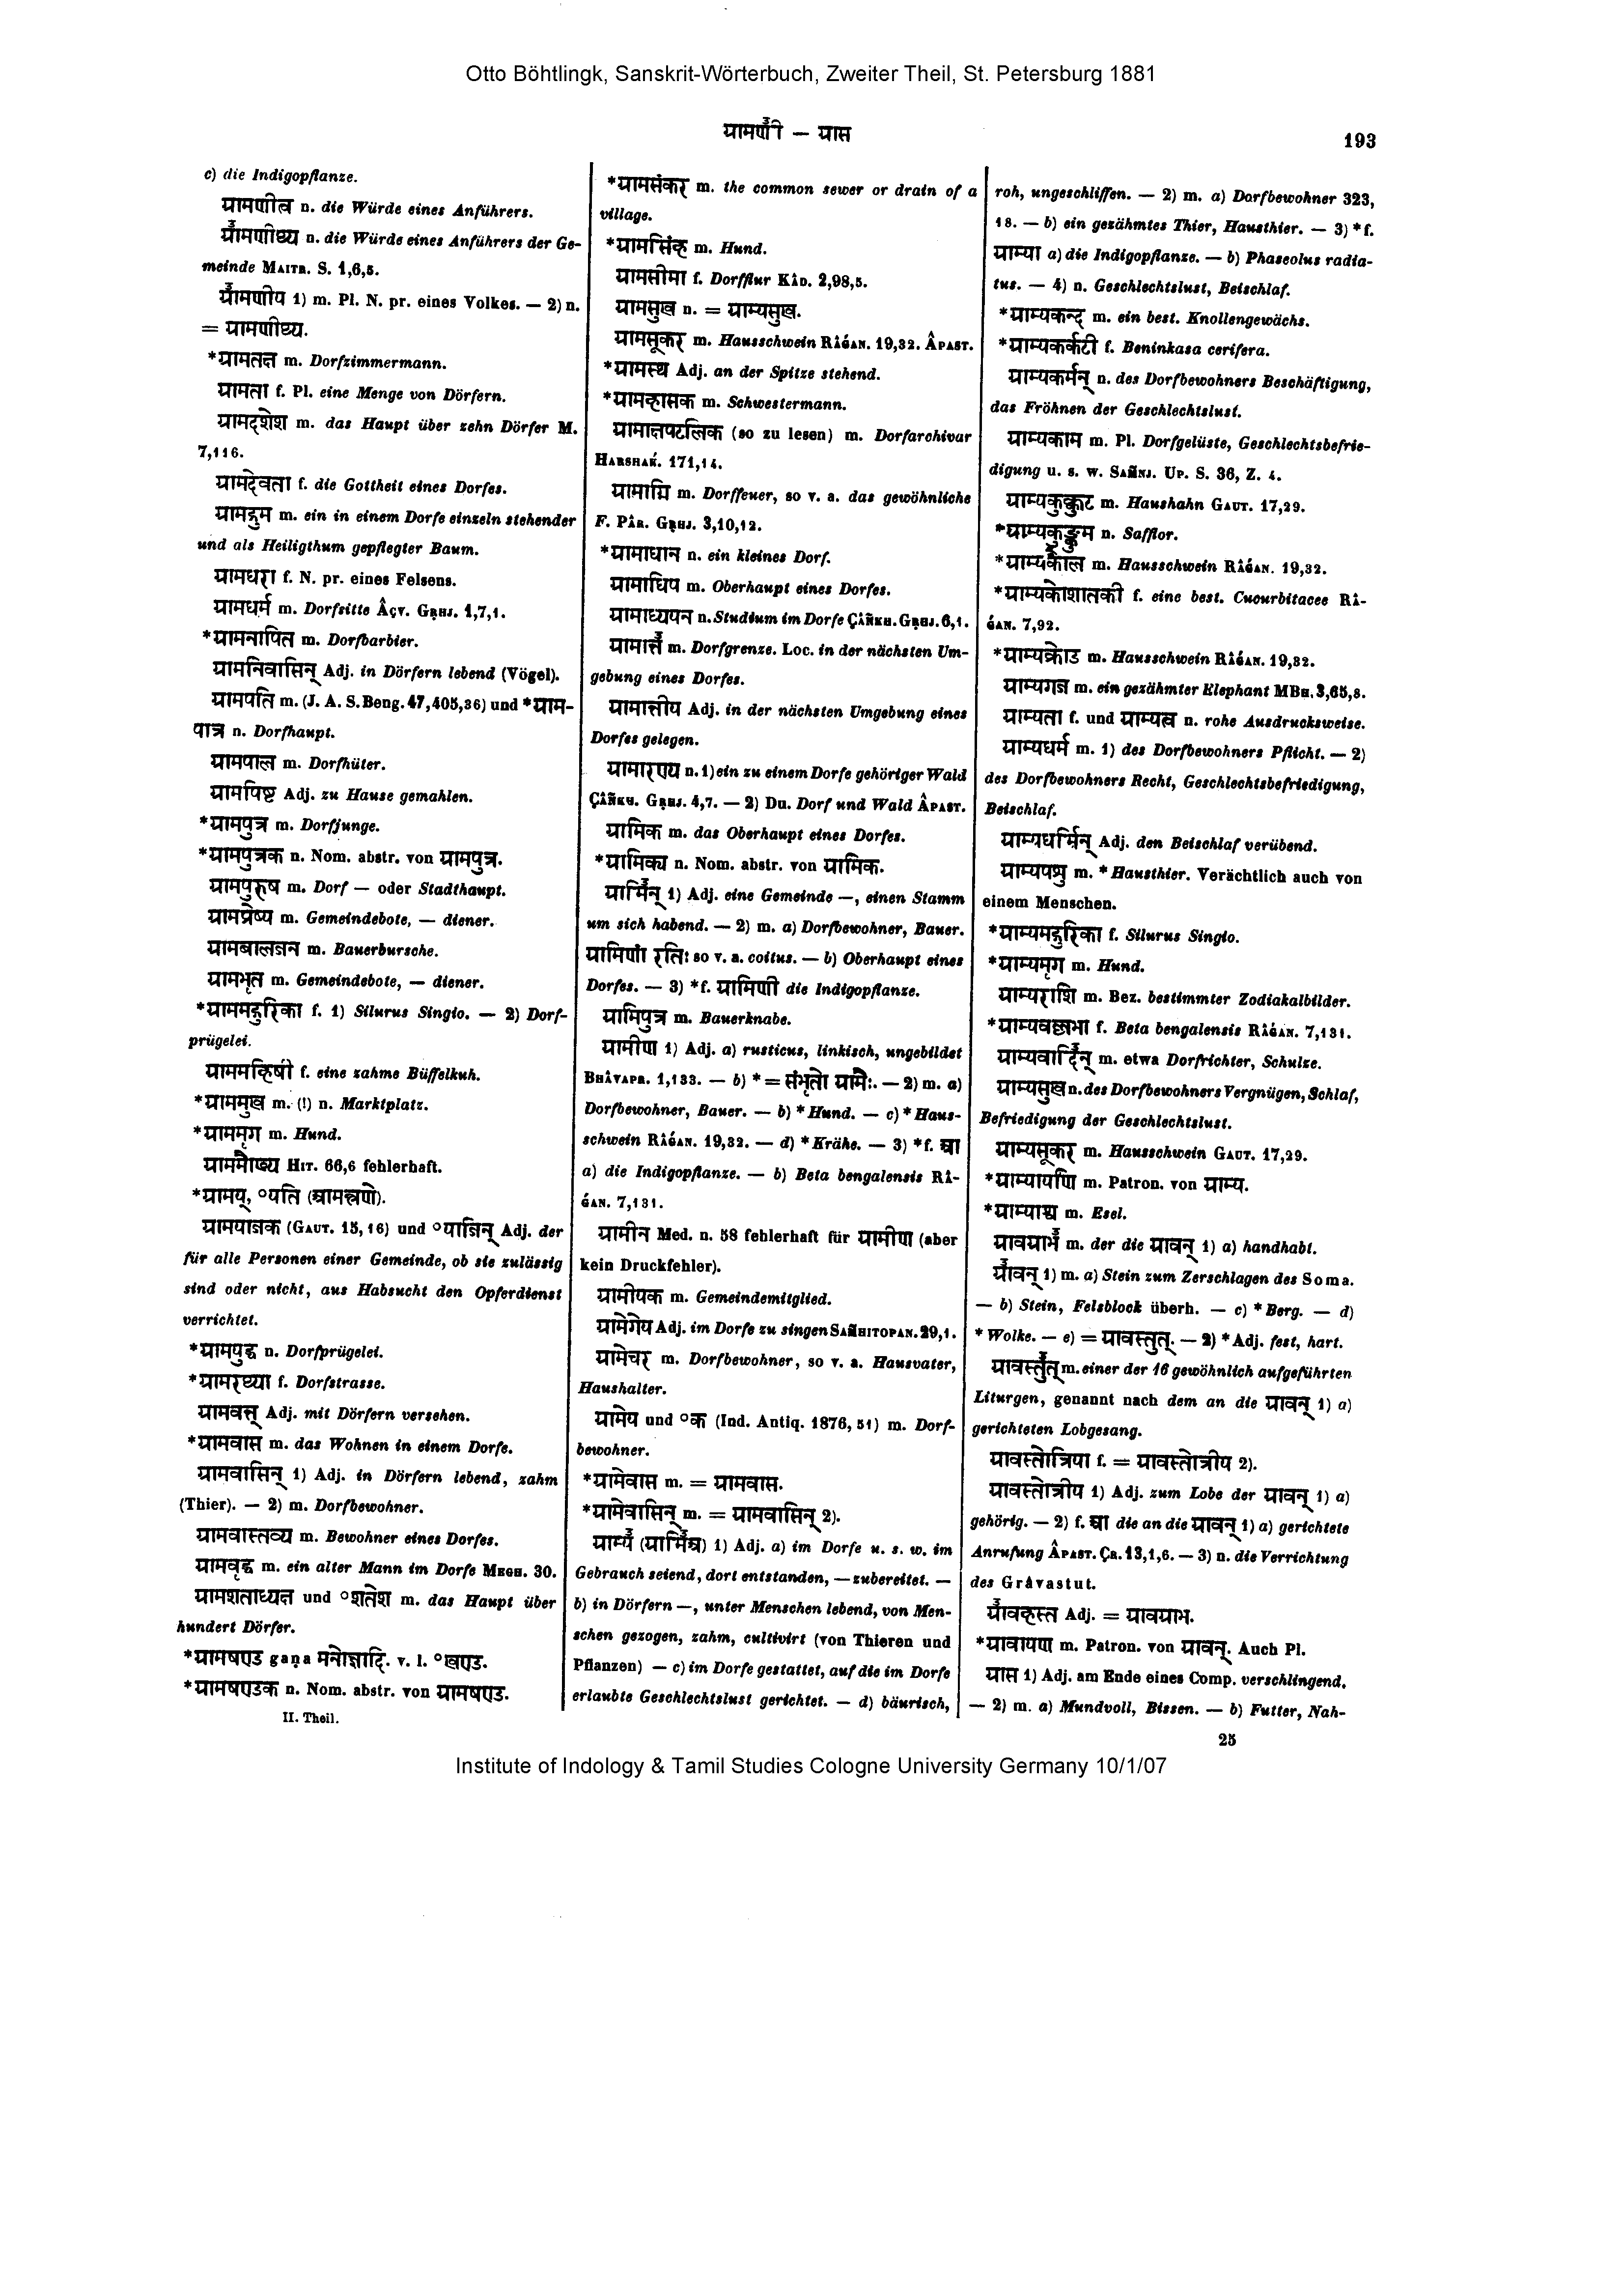 Otto Böhtlingk, Sanskrit-Wörterbuch, Zweiter Theil, St. Petersburg 1881
ग्रामणी॑ — ग्रास
193
c) die Indigopflanze.
ग्रामणीत्व n. die Würde eines Anführers.
ग्रा॑मणीथ्य n. die Würde eines Anführers der Ge-
meinde MAITR. S. 1,6,5.
ग्रा॑मणीय 1) m. Pl. N. pr. eines Volkes. — 2) n.
= ग्रामणीथ्य.
*ग्रामतक्ष m. Dorfzimmermann.
ग्रामता f. Pl. eine Menge von Dörfern.
ग्रामदशेश m. das Haupt über zehn Dörfer M.
7,116.
ग्रामदेवता f. die Gottheit eines Dorfes.
ग्रामद्रुम m. ein in einem Dorfe einzeln stehender
und als Heiligthum gepflegter Baum.
ग्रामधरा f. N. pr. eines Felsens.
ग्रामधर्म m. Dorfsitte ÂÇV. GṚHJ. 1,7,1.
*ग्रामनापित m. Dorfbarbier.
ग्रामनिवासिन् Adj. in Dörfern lebend (Vögel).
ग्रामपति m. (J. A. S. Beng. 47,405,36) und *ग्राम-
पात्र n. Dorfhaupt.
ग्रामपाल m. Dorfhüter.
ग्रामपिष्ट Adj. zu Hause gemahlen.
*ग्रामपुत्र m. Dorfjunge.
*ग्रामपुत्रक n. Nom. abstr. von ग्रामपुत्र.
ग्रामपुरुष m. Dorf — oder Stadthaupt.
ग्रामप्रेष्य m. Gemeindebote, — diener.
ग्रामबालजन m. Bauerbursche.
ग्रामभृत m. Gemeindebote, — diener.
*ग्राममद्गुरिका f. 1) Silurus Singio. — 2) Dorf-
prügelei.
ग्राममहिषी f. eine zahme Büffelkuh.
*ग्राममुख m. (!) n. Marktplatz.
*ग्राममृग m. Hund.
ग्राममौख्य HIT. 66,6 fehlerhaft.
*ग्रामय्, °यति (आमन्त्रणे).
ग्रामयाजक (GAUT. 15,16) und °याजिन् Adj. der
für alle Personen einer Gemeinde, ob sie zulässig
sind oder nicht, aus Habsucht den Opferdienst
verrichtet.
*ग्रामयुद्ध n. Dorfprügelei.
*ग्रामरथ्या f. Dorfstrasse.
ग्रामवत् Adj. mit Dörfern versehen.
*ग्रामवास m. das Wohnen in einem Dorfe.
ग्रामवासिन् 1) Adj. in Dörfern lebend, zahm
(Thier). — 2) m. Dorfbewohner.
ग्रामवास्तव्य m. Bewohner eines Dorfes.
ग्रामवृद्ध m. ein alter Mann im Dorfe MEGH. 30.
ग्रामशताध्यक्ष und °शतेश m. das Haupt über
hundert Dörfer.
*ग्रामषण्ड gaṇa मनोज्ञादि. v. l. °खण्ड.
*ग्रामषण्डक n. Nom. abstr. von ग्रामषण्ड.
II. Theil.
*ग्रामसंकर m. the common sewer or drain of a
village.
*ग्रामसिंह m. Hund.
ग्रामसीमा f. Dorfflur KÂD. 2,98,5.
ग्रामसुख n. = ग्राम्यसुख.
ग्रामसूकर m. Hausschwein RÂǴAN. 19,32. ÂPAST.
*ग्रामस्थ Adj. an der Spitze stehend.
*ग्रामहासक m. Schwestermann.
ग्रामाक्षपटलिक (so zu lesen) m. Dorfarchivar
HARSHAḰ. 171,14.
ग्रामाग्नि m. Dorffeuer, so v. a. das gewöhnliche
F. PÂR. GṚHJ. 3,10,12.
*ग्रामाधान n. ein kleines Dorf.
ग्रामाधिप m. Oberhaupt eines Dorfes.
ग्रामाध्ययन n. Studium im Dorfe ÇÂÑKH. GṚHJ. 6,1.
ग्रामान्त॑ m. Dorfgrenze. Loc. in der nächsten Um-
gebung eines Dorfes.
ग्रामान्तीय Adj. in der nächsten Umgebung eines
Dorfes gelegen.
ग्रामारण्य n. 1) ein zu einem Dorfe gehöriger Wald
ÇÂÑKH. GṚHJ. 4,7. — 2) Du. Dorf und Wald ÂPAST.
ग्रामिक m. das Oberhaupt eines Dorfes.
*ग्रामिक्य n. Nom. abstr. von ग्रामिक.
ग्रामि॑न् 1) Adj. eine Gemeinde —, einen Stamm
um sich habend. — 2) m. a) Dorfbewohner, Bauer.
ग्रामिणां रतिः so v. a. coitus. — b) Oberhaupt eines
Dorfes. — 3) *f. ग्रामिणी die Indigopflanze.
ग्रामिपुत्र m. Bauerknabe.
ग्रामीण 1) Adj. a) rusticus, linkisch, ungebildet
BHÂVAPR. 1,133. — b) * = संभृतो ग्रामैः. — 2) m. a)
Dorfbewohner, Bauer. — b) * Hund. — c) * Haus-
schwein RÂǴAN. 19,32. — d) * Krähe. — 3) *f. आ
a) die Indigopflanze. — b) Beta bengalensis RÂ-
ǴAN. 7,131.
ग्रामीन Med. n. 58 fehlerhaft für ग्रामीण (aber
kein Druckfehler).
ग्रामीयक m. Gemeindemitglied.
ग्रामेगेय Adj. im Dorfe zu singen SAṂHITOPAN. 29,1.
ग्रामेचर m. Dorfbewohner, so v. a. Hausvater,
Haushalter.
ग्रामेय und °क (Ind. Antiq. 1876, 51) m. Dorf-
bewohner.
*ग्रामेवास m. = ग्रामवास.
*ग्रामेवासिन् m. = ग्रामवासिन् 2).
ग्राम्य॑ (ग्रामि॑अ) 1) Adj. a) im Dorfe u. s. w. im
Gebrauch seiend, dort entstanden, — zubereitet. —
b) in Dörfern —, unter Menschen lebend, von Men-
schen gezogen, zahm, cultivirt (von Thieren und
Pflanzen) — c) im Dorfe gestattet, auf die im Dorfe
erlaubte Geschlechtslust gerichtet. — d) bäurisch,
roh, ungeschliffen. — 2) m. a) Dorfbewohner 323,
18. — b) ein gezähmtes Thier, Hausthier. — 3) *f.
ग्राम्या a) die Indigopflanze. — b) Phaseolus radia-
tus. — 4) n. Geschlechtslust, Beischlaf.
*ग्राम्यकन्द m. ein best. Knollengewächs.
*ग्राम्यकर्कटी f. Beninkasa cerifera.
ग्राम्यकर्मन् n. des Dorfbewohners Beschäftigung,
das Fröhnen der Geschlechtslust.
ग्राम्यकाम m. Pl. Dorfgelüste, Geschlechtsbefrie-
digung u. s. w. SAṂNJ. UP. S. 36, Z. 4.
ग्राम्यकुक्कुट m. Haushahn GAUT. 17,29.
*ग्राम्यकुङ्कुम n. Safflor.
*ग्राम्यकोल m. Hausschwein RÂǴAN. 19,32.
*ग्राम्यकोशातकी f. eine best. Cucurbitacee RÂ-
ǴAN. 7,92.
*ग्राम्यक्रोड m. Hausschwein RÂǴAN. 19,32.
ग्राम्यगज m. ein gezähmter Elephant MBH. 3,65,8.
ग्राम्यता f. und ग्राम्यत्व n. rohe Ausdrucksweise.
ग्राम्यधर्म m. 1) des Dorfbewohners Pflicht. — 2)
des Dorfbewohners Recht, Geschlechtsbefriedigung,
Beischlaf.
ग्राम्यधर्मिन् Adj. den Beischlaf verübend.
ग्राम्यपशु m. * Hausthier. Verächtlich auch von
einem Menschen.
*ग्राम्यमद्गुरिका f. Silurus Singio.
*ग्राम्यमृग m. Hund.
ग्राम्यराशि m. Bez. bestimmter Zodiakalbilder.
*ग्राम्यवल्लभा f. Beta bengalensis RÂǴAN. 7,131.
ग्राम्यवादि॑न् m. etwa Dorfrichter, Schulze.
ग्राम्यसुख n. des Dorfbewohners Vergnügen, Schlaf,
Befriedigung der Geschlechtslust.
ग्राम्यसूकर m. Hausschwein GAUT. 17,29.
*ग्राम्यायणि m. Patron. von ग्राम्य.
*ग्राम्याश्व m. Esel.
ग्रावग्राभ॑ m. der die ग्रावन् 1) a) handhabt.
ग्रा॑वन् 1) m. a) Stein zum Zerschlagen des Soma.
— b) Stein, Felsblock überh. — c) * Berg. — d)
* Wolke. — e) = ग्रावस्तुत्. — 2) * Adj. fest, hart.
ग्रावस्तु॑त् m. einer der 16 gewöhnlich aufgeführten
Liturgen, genannt nach dem an die ग्रावन् 1) a)
gerichteten Lobgesang.
ग्रावस्तोत्रिया f. = ग्रावस्तोत्रीय 2).
ग्रावस्तोत्रीय 1) Adj. zum Lobe der ग्रावन् 1) a)
gehörig. — 2) f. आ die an die ग्रावन् 1) a) gerichtete
Anrufung ÂPAST. ÇR. 13,1,6. — 3) n. die Verrichtung
des Grâvastut.
ग्रा॑वहस्त Adj. = ग्रावग्राभ.
*ग्रावायण m. Patron. von ग्रावन्. Auch Pl.
ग्रास 1) Adj. am Ende eines Comp. verschlingend.
— 2) m. a) Mundvoll, Bissen. — b) Futter, Nah-
25
Institute of Indology & Tamil Studies Cologne University Germany 10/1/07